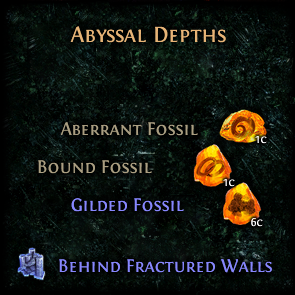 Abyssal Depths
Aberrant Fossil
1c
Bound Fossil
1c
Gilded Fossil
6c
Behind Fractured Walls